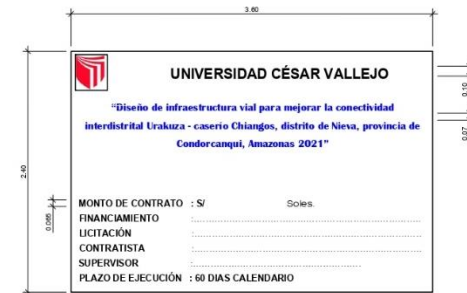 3.60
UNIVERSIDAD CÉSAR VALLEJO
“Diseño de infraestructura vial para mejorar la conectividad
interdistrital Urakuza - caserío Chiangos, distrito de Nieva, provincia de
Condorcanqui, Amazonas 2021”
0.10
0.07
2.40
0.065
MONTO DE CONTRATO : S/ Soles.
FINANCIAMIENTO :
LICITACIÓN :
CONTRATISTA :
SUPERVISOR :
PLAZO DE EJECUCIÓN : 60 DIAS CALENDARIO